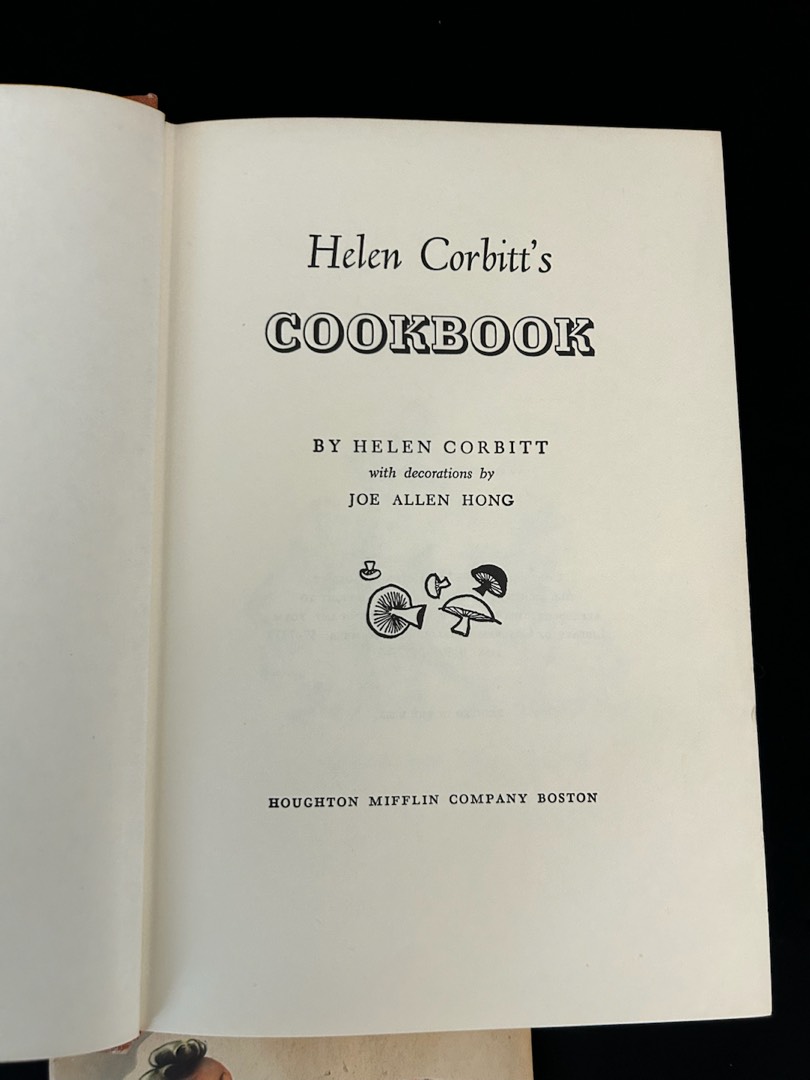 Helen Corbitt's
COOKBOOK
BY HELEN CORBITT
with decorations by
JOE ALLEN HONG
HOUGHTON MIFFLIN COMPANY BOSTON